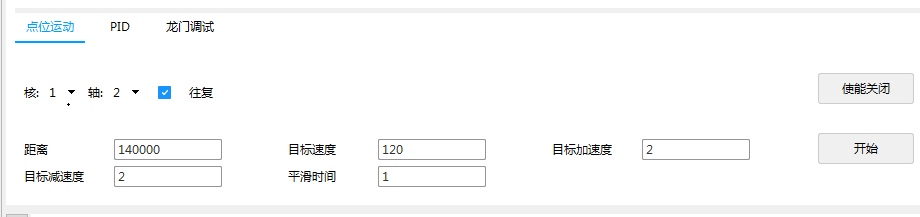 点位运动 PID 龙门调试
核: 1 轴: 2 往复 使能关闭
距离 140000 目标速度 120 目标加速度 2 开始
目标减速度 2 平滑时间 1